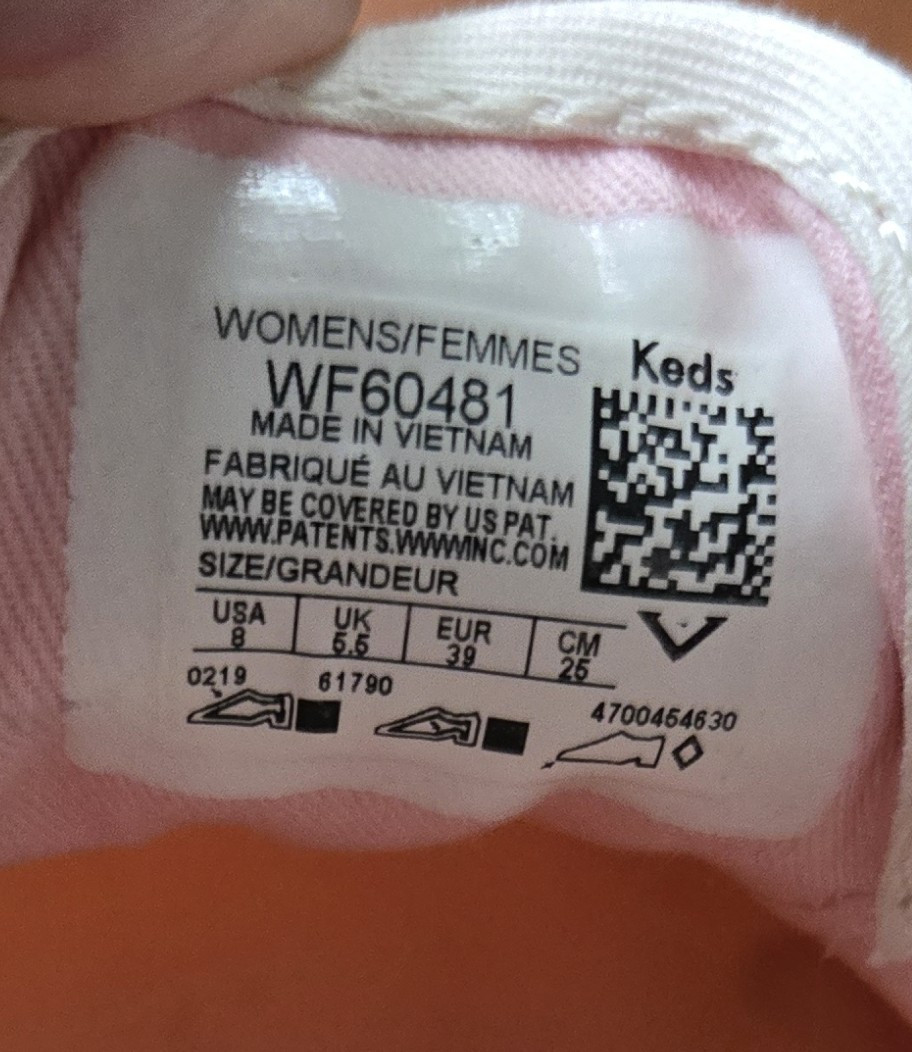 WOMENS/FEMMES
Keds
WF60481
MADE IN VIETNAM
FABRIQUÉ AU VIETNAM
MAY BE COVERED BY US PAT.
WWW.PATENTS.WWWINC.COM
SIZE/GRANDEUR
USA UK EUR CM
8 5.5 39 25
0219 61790
4700454630